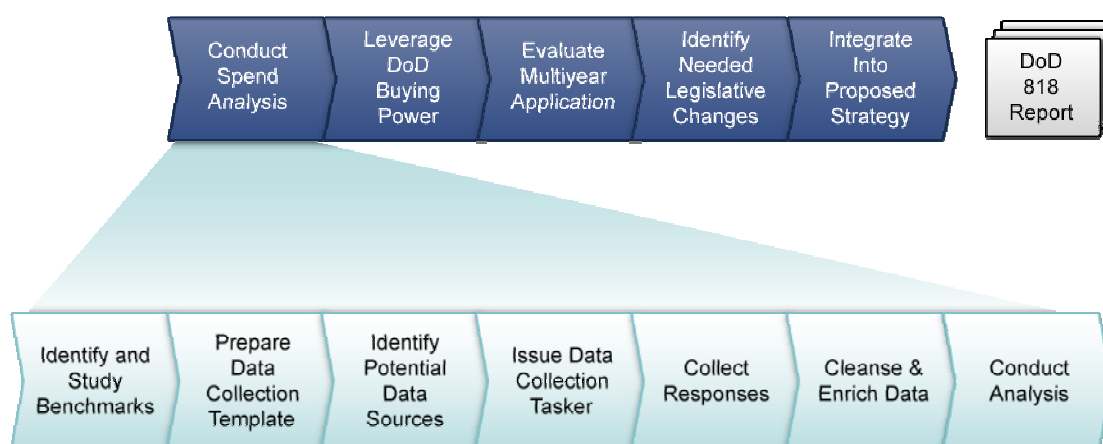 Conduct
Spend
Analysis
Leverage
DoD
Buying
Power
Evaluate
Multiyear
Application
Identify
Needed
Legislative
Changes
Integrate
Into
Proposed
Strategy
DoD
818
Report
Identify and
Study
Benchmarks
Prepare
Data
Collection
Template
Identify
Potential
Data
Sources
Issue Data
Collection
Tasker
Collect
Responses
Cleanse &
Enrich Data
Conduct
Analysis